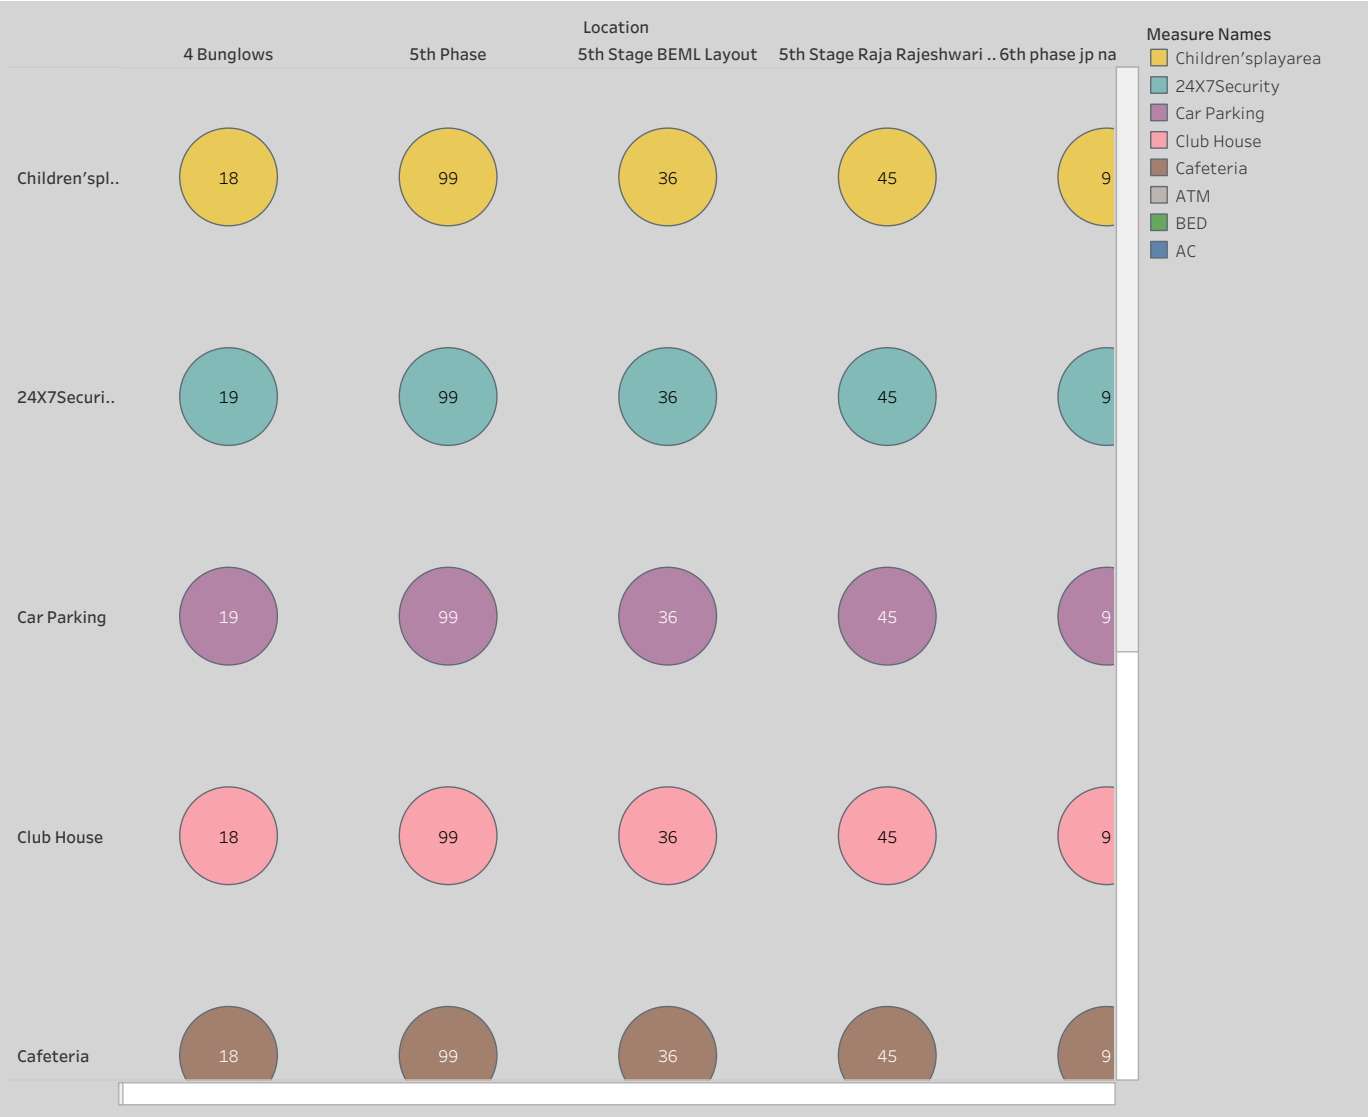 Location
4 Bunglows 5th Phase 5th Stage BEML Layout 5th Stage Raja Rajeshwari .. 6th phase jp na
Children'spl.. 18 99 36 45 9
24X7Securi.. 19 99 36 45 9
Car Parking 19 99 36 45 9
Club House 18 99 36 45 9
Cafeteria 18 99 36 45 9
Measure Names
Children'splayarea
24X7Security
Car Parking
Club House
Cafeteria
ATM
BED
AC